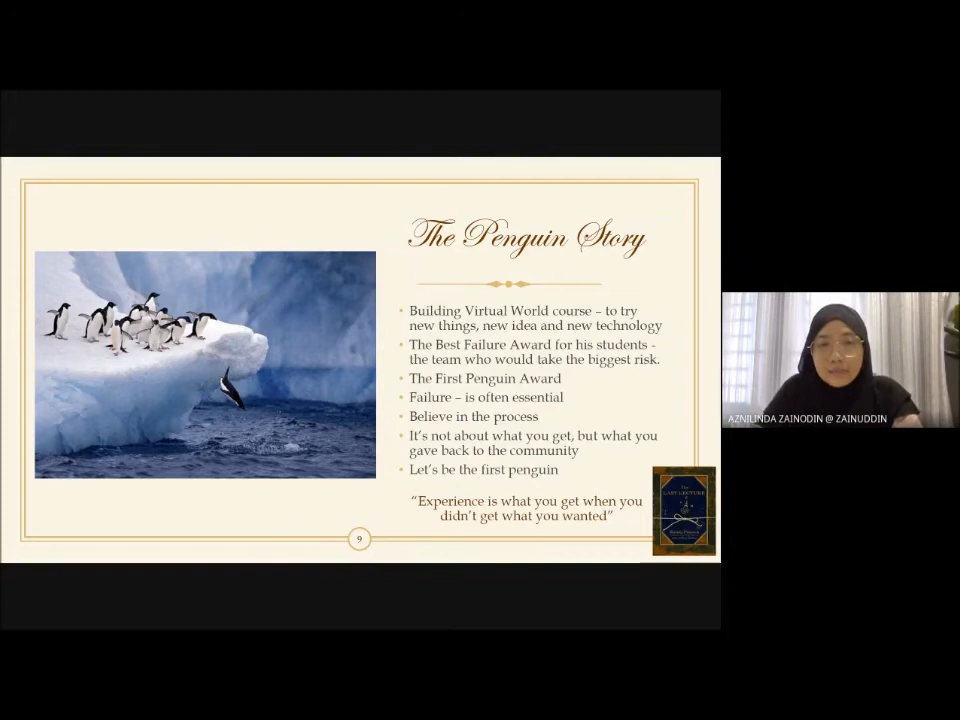 The Penguin Story
• Building Virtual World course – to try
new things, new idea and new technology
• The Best Failure Award for his students -
the team who would take the biggest risk.
• The First Penguin Award
• Failure – is often essential
• Believe in the process
• It’s not about what you get, but what you
gave back to the community
• Let’s be the first penguin
“Experience is what you get when you
didn’t get what you wanted”
9
The
LAST LECTURE
AZNILINDA ZAINODIN @ ZAINUDDIN